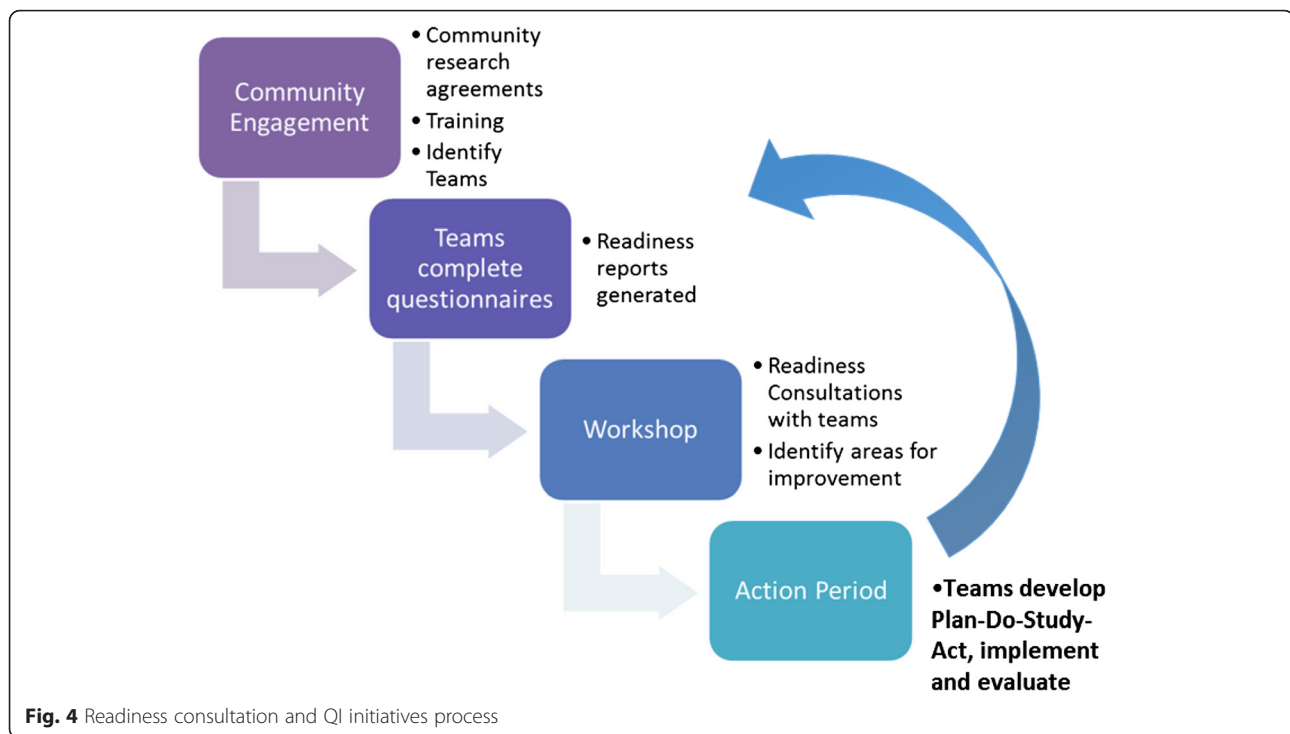 Community
Engagement
• Community
research
agreements
• Training
• Identify
Teams
Teams
complete
questionnaires
• Readiness
reports
generated
Workshop
• Readiness
Consultations
with teams
• Identify areas for
improvement
Action Period
•Teams develop
Plan-Do-Study-
Act, implement
and evaluate
Fig. 4 Readiness consultation and QI initiatives process